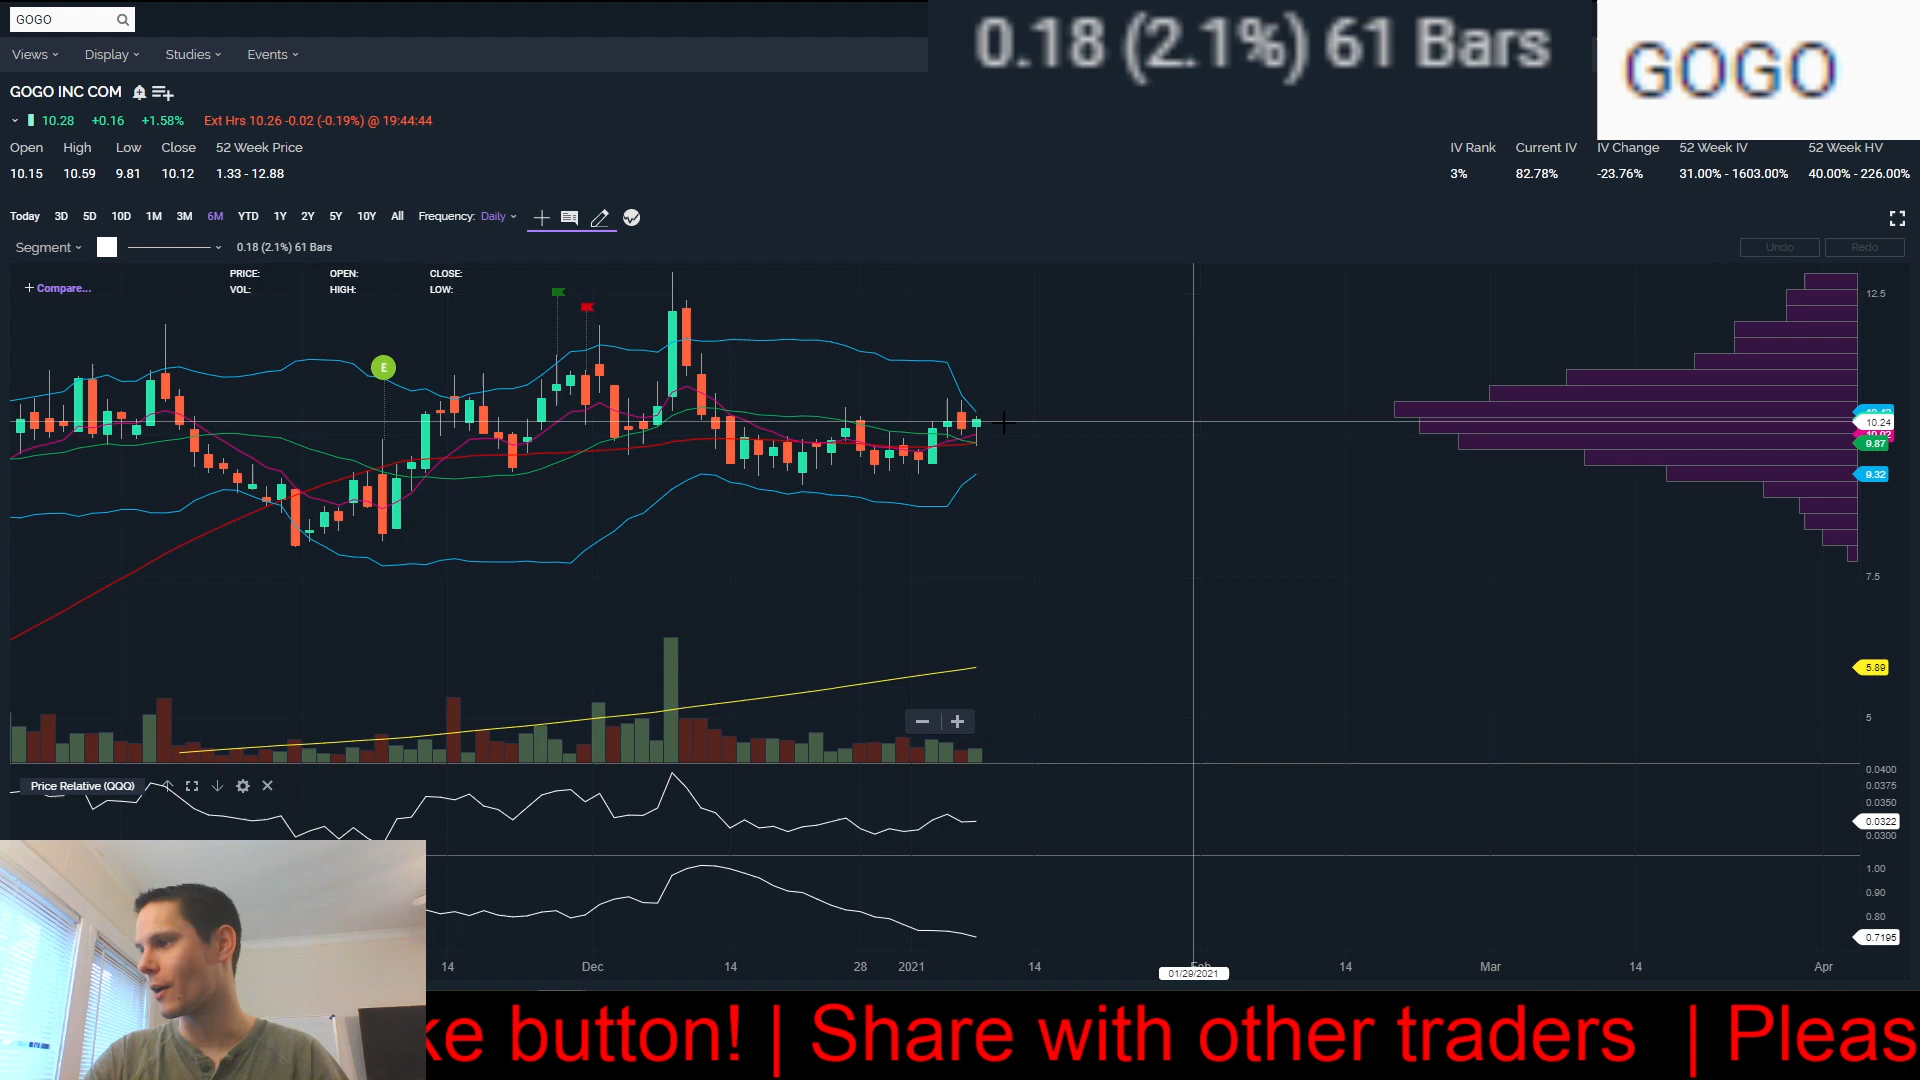 GOGO
0.18 (2.1%) 61 Bars
GOGO
Views Display Studies Events
GOGO INC COM
10.28 +0.16 +1.58% Ext Hrs 10.26 -0.02 (-0.19%) @ 19:44:44
Open High Low Close 52 Week Price
IV Rank Current IV IV Change 52 Week IV 52 Week HV
10.15 10.59 9.81 10.12 1.33 - 12.88
3% 82.78% -23.76% 31.00% - 1603.00% 40.00% - 226.00%
Today 3D 5D 10D 1M 3M 6M YTD 1Y 2Y 5Y 10Y All Frequency: Daily
Segment 0.18 (2.1%) 61 Bars
Undo Redo
PRICE: OPEN: CLOSE:
+ Compare...
VOL: HIGH: LOW:
12.5
E
10.24
9.87
9.32
7.5
5.89
5
0.0400
Price Relative (QQQ)
0.0375
0.0350
0.0322
0.0300
1.00
0.90
0.80
0.7195
14 Dec 14 28 2021 14 Feb 14 Mar 14 Apr
01/29/2021
ke button! | Share with other traders | Pleas